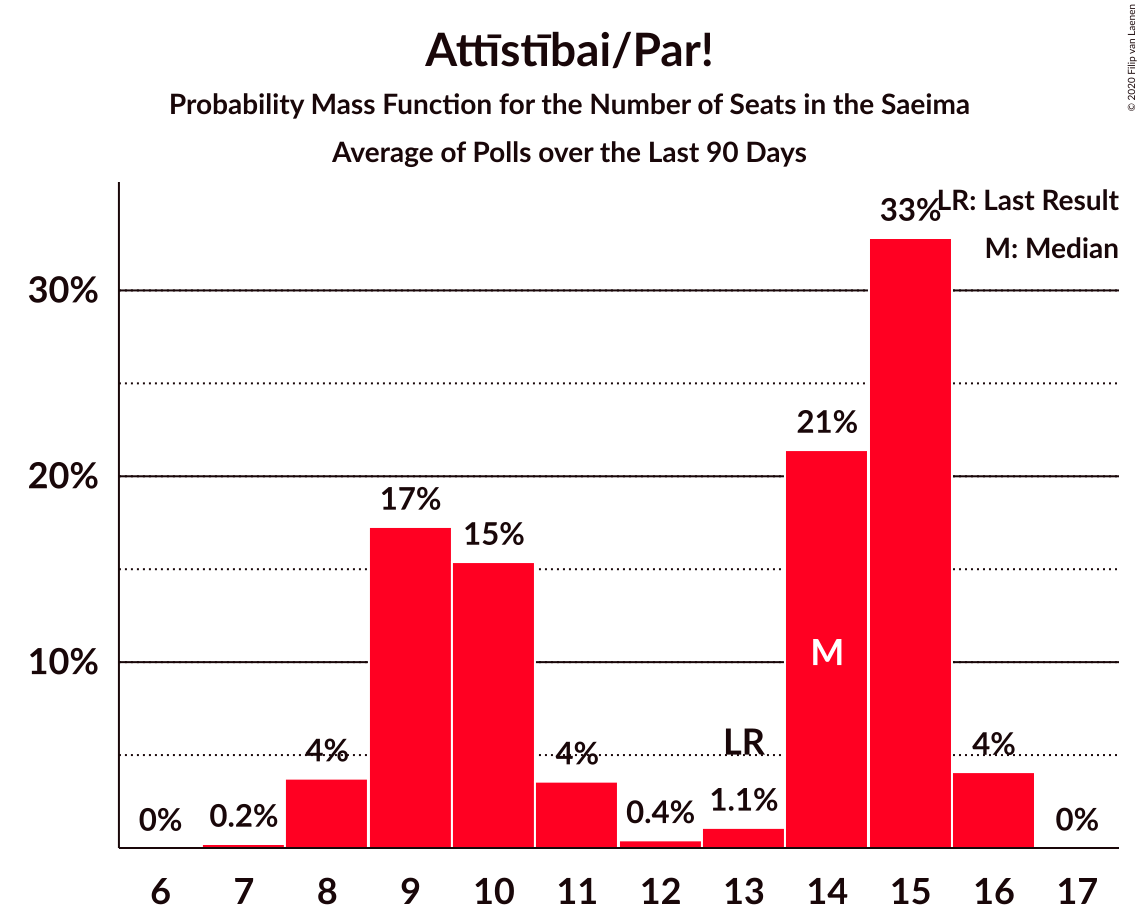 Attīstībai/Par!
Probability Mass Function for the Number of Seats in the Saeima
Average of Polls over the Last 90 Days
© 2020 Filip van Laenen
LR: Last Result
M: Median
30%
20%
10%
0%
0.2%
4%
17%
15%
4%
0.4%
1.1%
LR
21%
M
33%
4%
0%
6 7 8 9 10 11 12 13 14 15 16 17